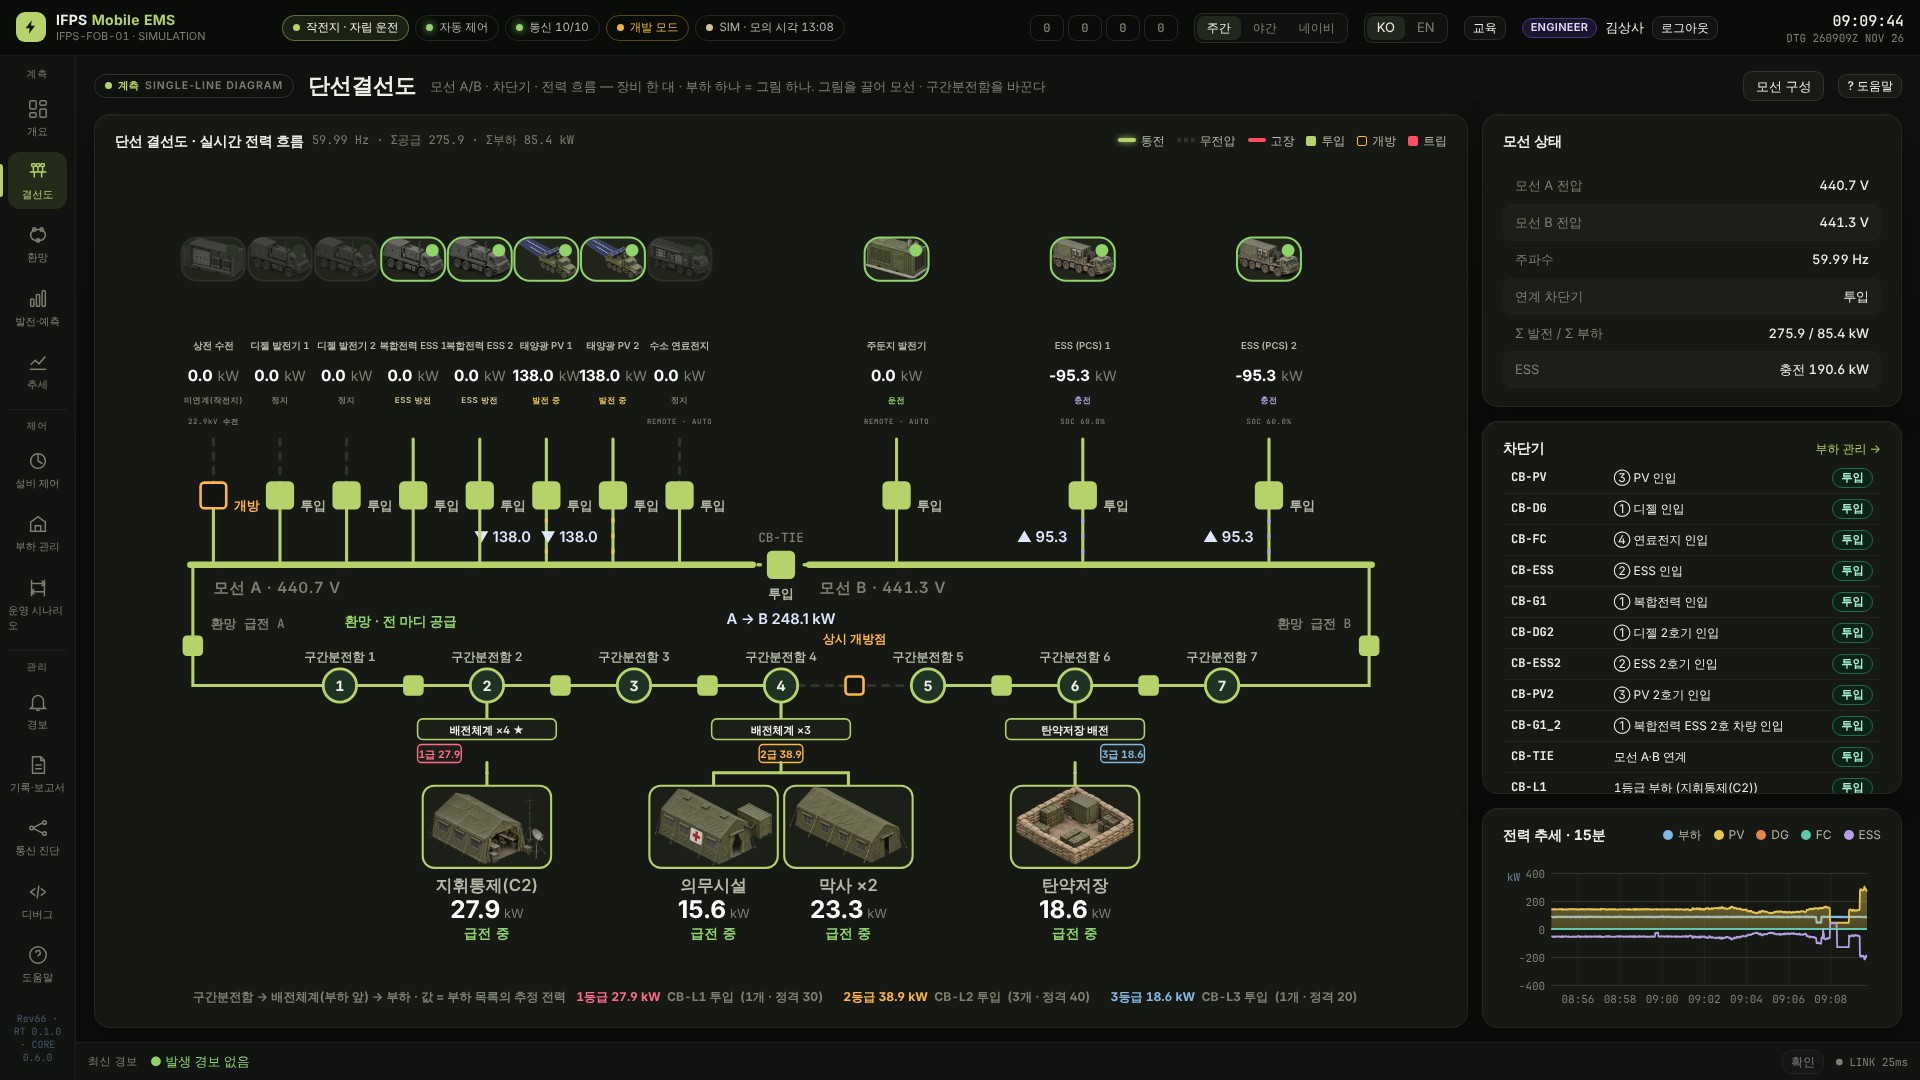 IFPS Mobile EMS
IFPS-FOB-01 · SIMULATION
작전지 · 자립 운전
자동 제어
통신 10/10
개발 모드
SIM · 모의 시각 13:08
0 0 0 0
주간 야간 네이비
KO EN
교육
ENGINEER 김상사 로그아웃
09:09:44
DTG 260909Z NOV 26
계측
개요
결선도
환망
발전·예측
추세
제어
설비 제어
부하 관리
운영 시나리
오
관리
경보
기록·보고서
통신 진단
디버그
도움말
Rev66 ·
RT 0.1.0
· CORE
0.6.0
계측 SINGLE-LINE DIAGRAM
단선결선도
모선 A/B · 차단기 · 전력 흐름 — 장비 한 대 · 부하 하나 = 그림 하나. 그림을 끌어 모선 · 구간분전함을 바꾼다
모선 구성
? 도움말
단선 결선도 · 실시간 전력 흐름 59.99 Hz · Σ공급 275.9 · Σ부하 85.4 kW
통전 무전압 고장 투입 개방 트립
상전 수전 디젤 발전기 1 디젤 발전기 2 복합전력 ESS 1 복합전력 ESS 2 태양광 PV 1 태양광 PV 2 수소 연료전지 주둔지 발전기 ESS (PCS) 1 ESS (PCS) 2
0.0 kW 0.0 kW 0.0 kW 0.0 kW 0.0 kW 138.0 kW 138.0 kW 0.0 kW 0.0 kW -95.3 kW -95.3 kW
미연계(작전지) 정지 정지 ESS 방전 ESS 방전 발전 중 발전 중 정지 운전 충전 충전
22.9kV 수전 REMOTE · AUTO REMOTE · AUTO SOC 60.0% SOC 60.0%
개방 투입 투입 투입 투입 투입 투입 투입 투입 투입 투입
▼ 138.0 ▼ 138.0 CB-TIE ▲ 95.3 ▲ 95.3
모선 A · 440.7 V
투입
모선 B · 441.3 V
환망 급전 A
환망 · 전 마디 공급
A → B 248.1 kW
환망 급전 B
상시 개방점
구간분전함 1 구간분전함 2 구간분전함 3 구간분전함 4 구간분전함 5 구간분전함 6 구간분전함 7
1 2 3 4 5 6 7
배전체계 ×4 ★ 배전체계 ×3 탄약저장 배전
1급 27.9 2급 38.9 3급 18.6
지휘통제(C2) 의무시설 막사 ×2 탄약저장
27.9 kW 15.6 kW 23.3 kW 18.6 kW
급전 중 급전 중 급전 중 급전 중
구간분전함 → 배전체계(부하 앞) → 부하 · 값 = 부하 목록의 추정 전력 1등급 27.9 kW CB-L1 투입 (1개 · 정격 30) 2등급 38.9 kW CB-L2 투입 (3개 · 정격 40) 3등급 18.6 kW CB-L3 투입 (1개 · 정격 20)
모선 상태
모선 A 전압 440.7 V
모선 B 전압 441.3 V
주파수 59.99 Hz
연계 차단기 투입
Σ 발전 / Σ 부하 275.9 / 85.4 kW
ESS 충전 190.6 kW
차단기 부하 관리 →
CB-PV ③ PV 인입 투입
CB-DG ① 디젤 인입 투입
CB-FC ④ 연료전지 인입 투입
CB-ESS ② ESS 인입 투입
CB-G1 ① 복합전력 인입 투입
CB-DG2 ① 디젤 2호기 인입 투입
CB-ESS2 ② ESS 2호기 인입 투입
CB-PV2 ③ PV 2호기 인입 투입
CB-G1_2 ① 복합전력 ESS 2호 차량 인입 투입
CB-TIE 모선 A·B 연계 투입
CB-L1 1등급 부하 (지휘통제(C2)) 투입
전력 추세 · 15분 부하 PV DG FC ESS
kW 400
200
0
-200
-400
08:56 08:58 09:00 09:02 09:04 09:06 09:08
최신 경보 발생 경보 없음
확인 LINK 25ms